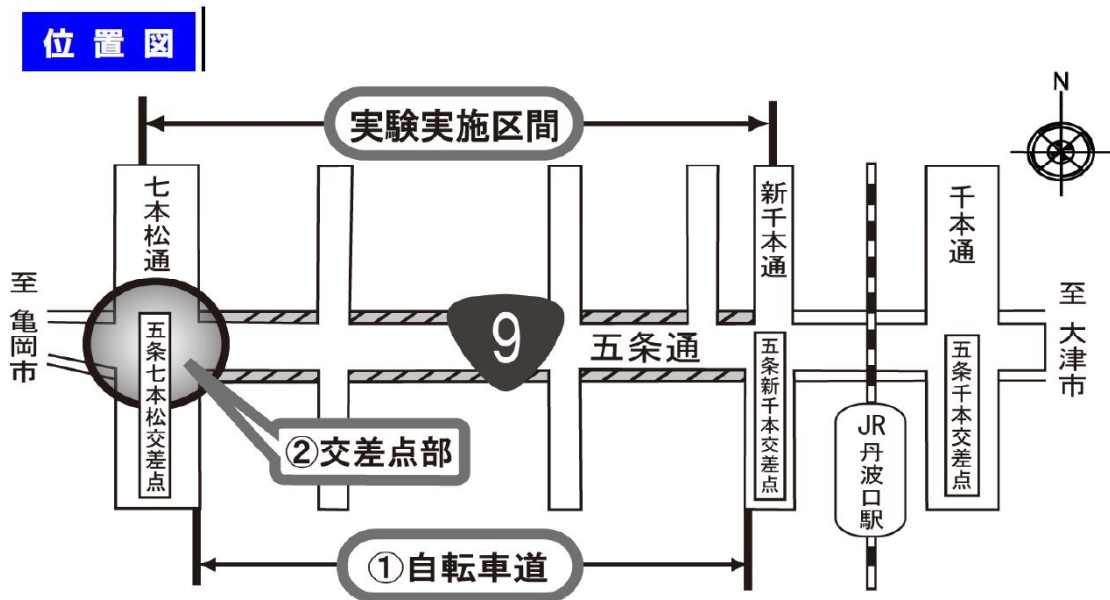 位置図
N
実験実施区間
七本松通
新千本通
千本通
至亀岡市
至大津市
9
五条通
五条七本松交差点
五条新千本交差点
五条千本交差点
②交差点部
JR丹波口駅
①自転車道